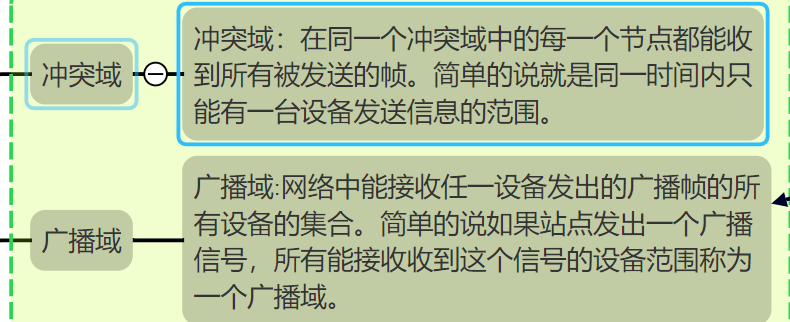 冲突域
冲突域：在同一个冲突域中的每一个节点都能收
到所有被发送的帧。简单的说就是同一时间内只
能有一台设备发送信息的范围。
广播域
广播域:网络中能接收任一设备发出的广播帧的所
有设备的集合。简单的说如果站点发出一个广播
信号，所有能接收收到这个信号的设备范围称为
一个广播域。